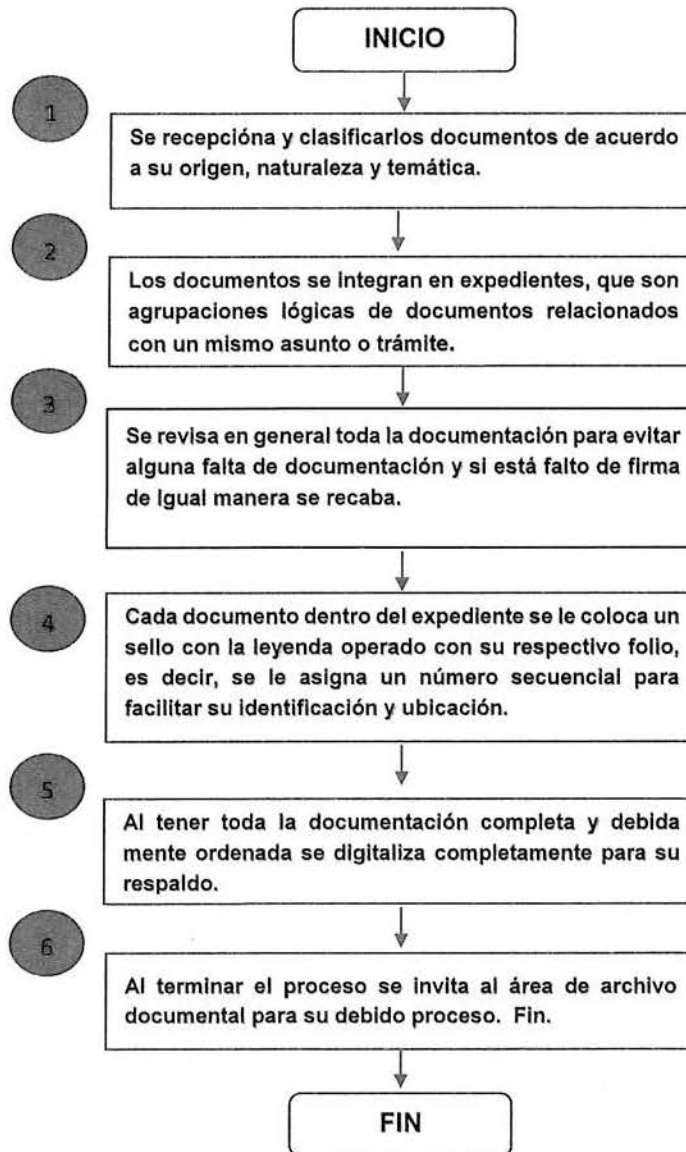 INICIO
1
Se recepcióna y clasificarlos documentos de acuerdo
a su origen, naturaleza y temática.
2
Los documentos se integran en expedientes, que son
agrupaciones lógicas de documentos relacionados
con un mismo asunto o trámite.
3
Se revisa en general toda la documentación para evitar
alguna falta de documentación y si está falto de firma
de igual manera se recaba.
4
Cada documento dentro del expediente se le coloca un
sello con la leyenda operado con su respectivo folio,
es decir, se le asigna un número secuencial para
facilitar su identificación y ubicación.
5
Al tener toda la documentación completa y debida
mente ordenada se digitaliza completamente para su
respaldo.
6
Al terminar el proceso se invita al área de archivo
documental para su debido proceso. Fin.
FIN